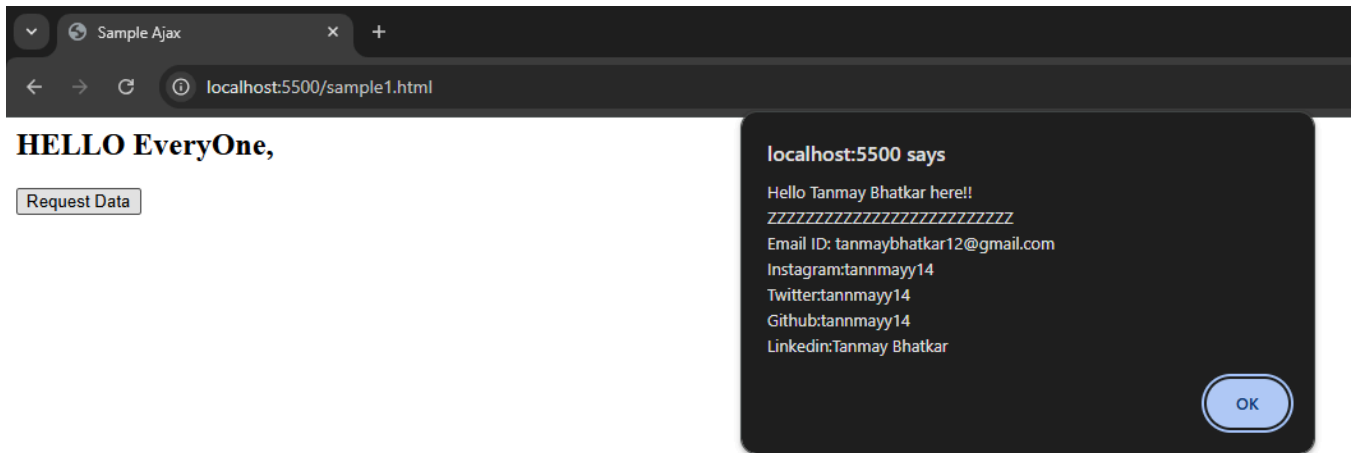 Sample Ajax
localhost:5500/sample1.html
HELLO EveryOne,
Request Data
localhost:5500 says
Hello Tanmay Bhatkar here!!
ZZZZZZZZZZZZZZZZZZZZZZZZZZ
Email ID: tanmaybhatkar12@gmail.com
Instagram:tannmayy14
Twitter:tannmayy14
Github:tannmayy14
Linkedin:Tanmay Bhatkar
OK